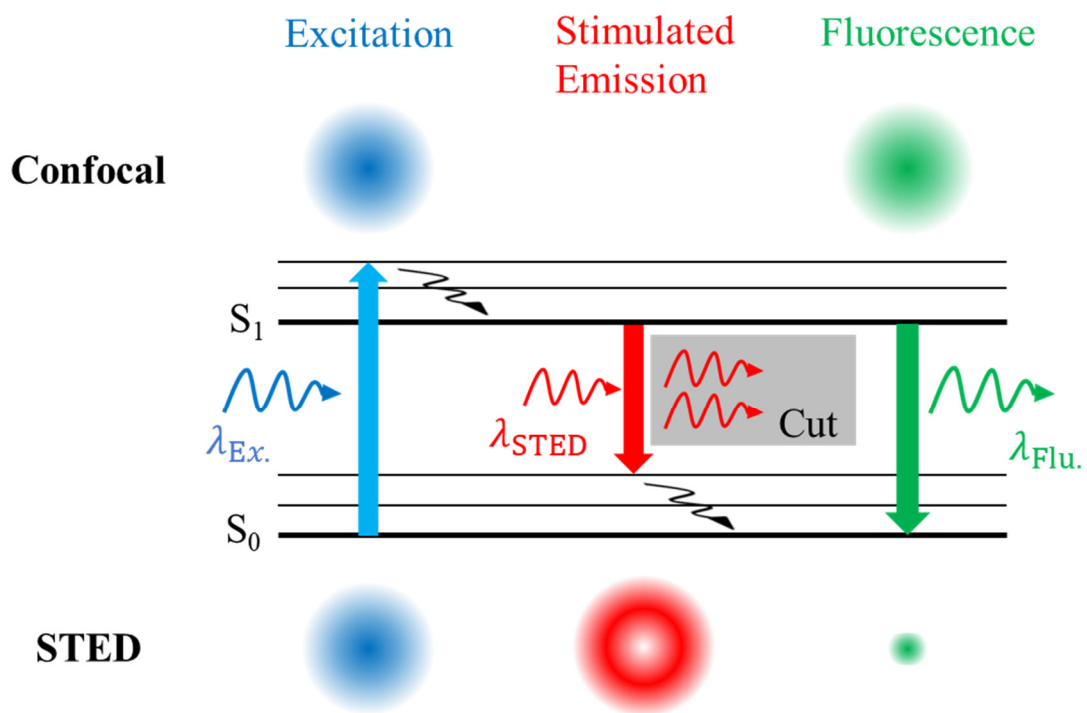 Excitation
Stimulated
Emission
Fluorescence
Confocal
S₁
λEx.
λSTED
Cut
λFlu.
S₀
STED